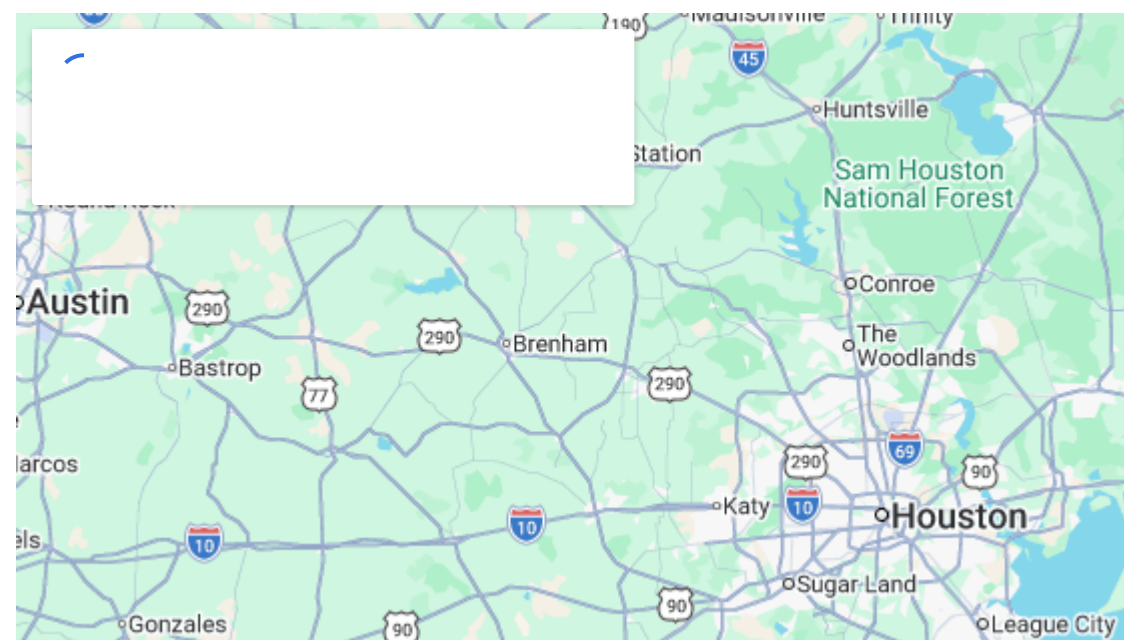 190
Madisonville
Trinity
45
Huntsville
Station
Sam Houston
National Forest
Round Rock
Conroe
Austin
290
290
Brenham
The
Woodlands
Bastrop
77
290
69
290
90
arcos
Katy
10
Houston
10
10
els
Sugar Land
90
Gonzales
90
League City